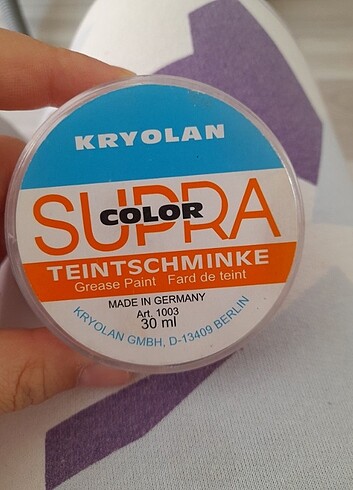 KRYOLAN
SUPRA
COLOR
TEINTSCHMINKE
Grease Paint Fard de teint
MADE IN GERMANY
Art. 1003
30 ml
KRYOLAN GMBH, D-13409 BERLIN